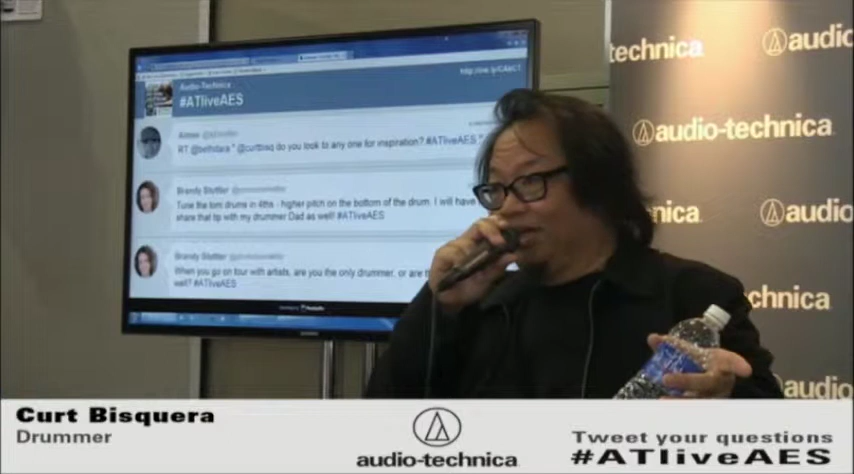 Audio-Technica
#ATliveAES
RT @bethdara " @curtbisq do you look to any one for inspiration? #ATliveAES "
Brandy Stottler
Tune the tom drums in 4ths - higher pitch on the bottom of the drum. I will have
share that tip with my drummer Dad as well! #ATliveAES
Brandy Stottler
When you go on tour with artists, are you the only drummer, or are
well? #ATliveAES
technica
audio
audio-technica
nica
audio
technica
audio
Curt Bisquera
Drummer
audio-technica
Tweet your questions
#ATliveAES